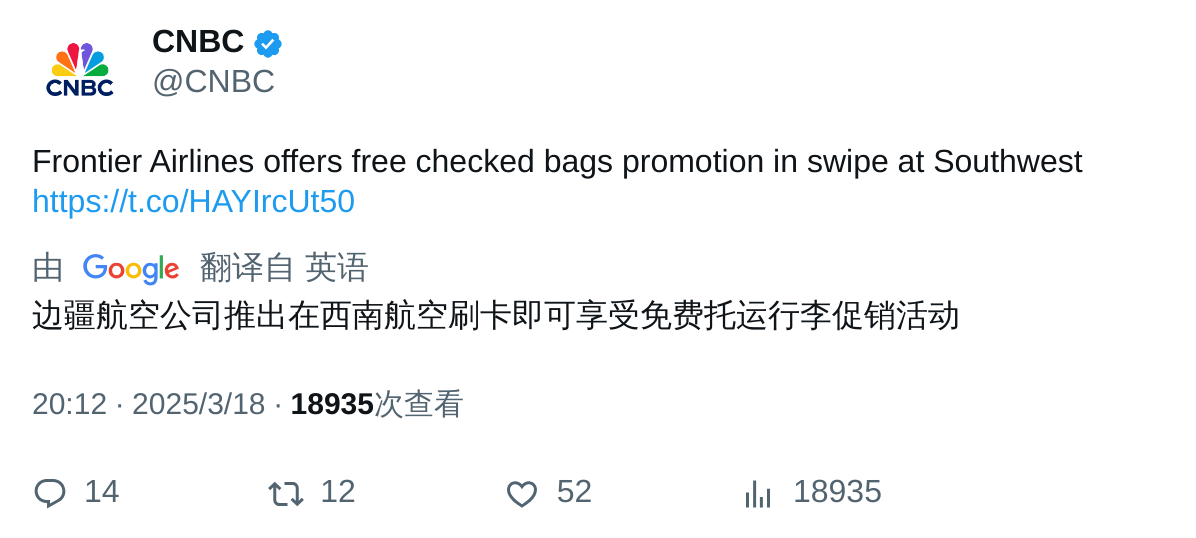 CNBC
CNBC
@CNBC
Frontier Airlines offers free checked bags promotion in swipe at Southwest
https://t.co/HAYIrcUt50
由 Google 翻译自 英语
边疆航空公司推出在西南航空刷卡即可享受免费托运行李促销活动
20:12 · 2025/3/18 · 18935次查看
14 12 52 18935